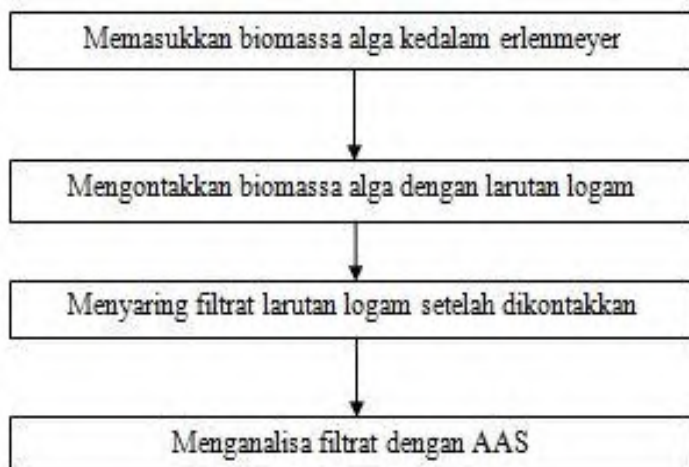 Memasukkan biomassa alga kedalam erlenmeyer
Mengontakkan biomassa alga dengan larutan logam
Menyaring filtrat larutan logam setelah dikontakkan
Menganalisa filtrat dengan AAS